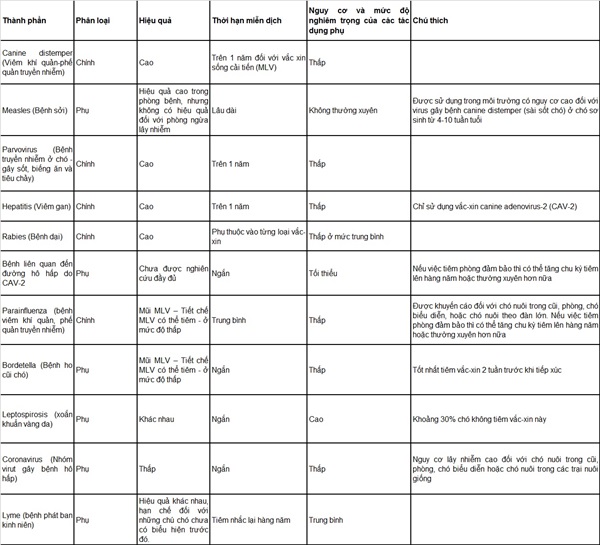 Thành phần
Phân loại
Hiệu quả
Thời hạn miễn dịch
Nguy cơ và mức độ
nghiêm trọng của các tác
dụng phụ
Chú thích
Canine distemper
(Viêm khí quản-phế
quản truyền nhiễm)
Chính
Cao
Trên 1 năm đối với vắc xin
sống cải tiến (MLV)
Thấp
Measles (Bệnh sởi)
Phụ
Hiệu quả cao trong
phòng bệnh, nhưng
không có hiệu quả
đối với phòng ngừa
lây nhiễm
Lâu dài
Không thường xuyên
Được sử dụng trong môi trường có nguy cơ cao đối với
virus gây bệnh canine distemper (sài sốt chó) ở chó sơ
sinh từ 4-10 tuần tuổi
Parvovirus (Bệnh
truyền nhiễm ở chó -
gây sốt, biếng ăn và
tiêu chảy)
Chính
Cao
Trên 1 năm
Thấp
Hepatitis (Viêm gan)
Chính
Cao
Trên 1 năm
Thấp
Chỉ sử dụng vắc-xin canine adenovirus-2 (CAV-2)
Rabies (Bệnh dại)
Chính
Cao
Phụ thuộc vào từng loại vắc-
xin
Thấp ở mức trung bình
Bệnh liên quan đến
đường hô hấp do
CAV-2
Phụ
Chưa được nghiên
cứu đầy đủ
Ngắn
Tối thiểu
Nếu việc tiêm phòng đảm bảo thì có thể tăng chu kỳ tiêm
lên hàng năm hoặc thường xuyên hơn nữa
Parainfluenza (bệnh
viêm khí quản, phế
quản truyền nhiễm)
Chính
Mũi MLV – Tiết chế
MLV có thể tiêm - ở
mức độ thấp
Trung bình
Thấp
Được khuyến cáo đối với chó nuôi trong cũi, phòng, chó
biểu diễn, hoặc chó nuôi theo đàn lớn. Nếu việc tiêm
phòng đảm bảo thì có thể tăng chu kỳ tiêm lên hàng năm
hoặc thường xuyên hơn nữa
Bordetella (Bệnh ho
cũi chó)
Phụ
Mũi MLV – Tiết chế
MLV có thể tiêm - ở
mức độ thấp
Ngắn
Thấp
Tốt nhất tiêm vắc-xin 2 tuần trước khi tiếp xúc
Leptospirosis (xoắn
khuẩn vàng da)
Phụ
Khác nhau
Ngắn
Cao
Khoảng 30% chó không tiêm vắc-xin này
Coronavirus (Nhóm
virut gây bệnh hô
hấp)
Phụ
Thấp
Ngắn
Thấp
Nguy cơ lây nhiễm cao đối với chó nuôi trong cũi,
phòng, chó biểu diễn hoặc chó nuôi trong các trại nuôi
giống
Lyme (bệnh phát ban
kinh niên)
Phụ
Hiệu quả khác nhau,
hạn chế đối với
những chú chó chưa
có biểu hiện trước
đó.
Tiêm nhắc lại hàng năm
Trung bình